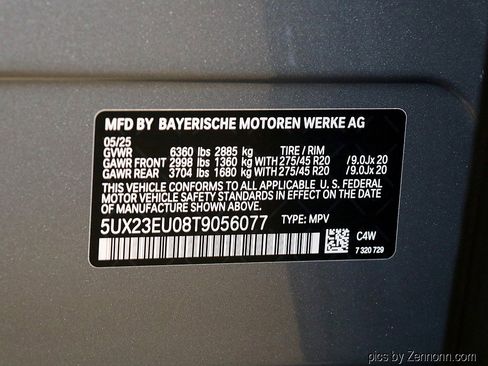 MFD BY BAYERISCHE MOTOREN WERKE AG
05/25
GVWR 6360 lbs 2885 kg TIRE / RIM
GAWR FRONT 2998 lbs 1360 kg WITH 275/45 R20 /9.0Jx 20
GAWR REAR 3704 lbs 1680 kg WITH 275/45 R20 /9.0Jx 20
THIS VEHICLE CONFORMS TO ALL APPLICABLE U.S. FEDERAL
MOTOR VEHICLE SAFETY STANDARDS IN EFFECT ON THE DATE
OF MANUFACTURE SHOWN ABOVE.
5UX23EU08T9056077 TYPE: MPV
C4W
7 320 729
pics by Zennonn.com